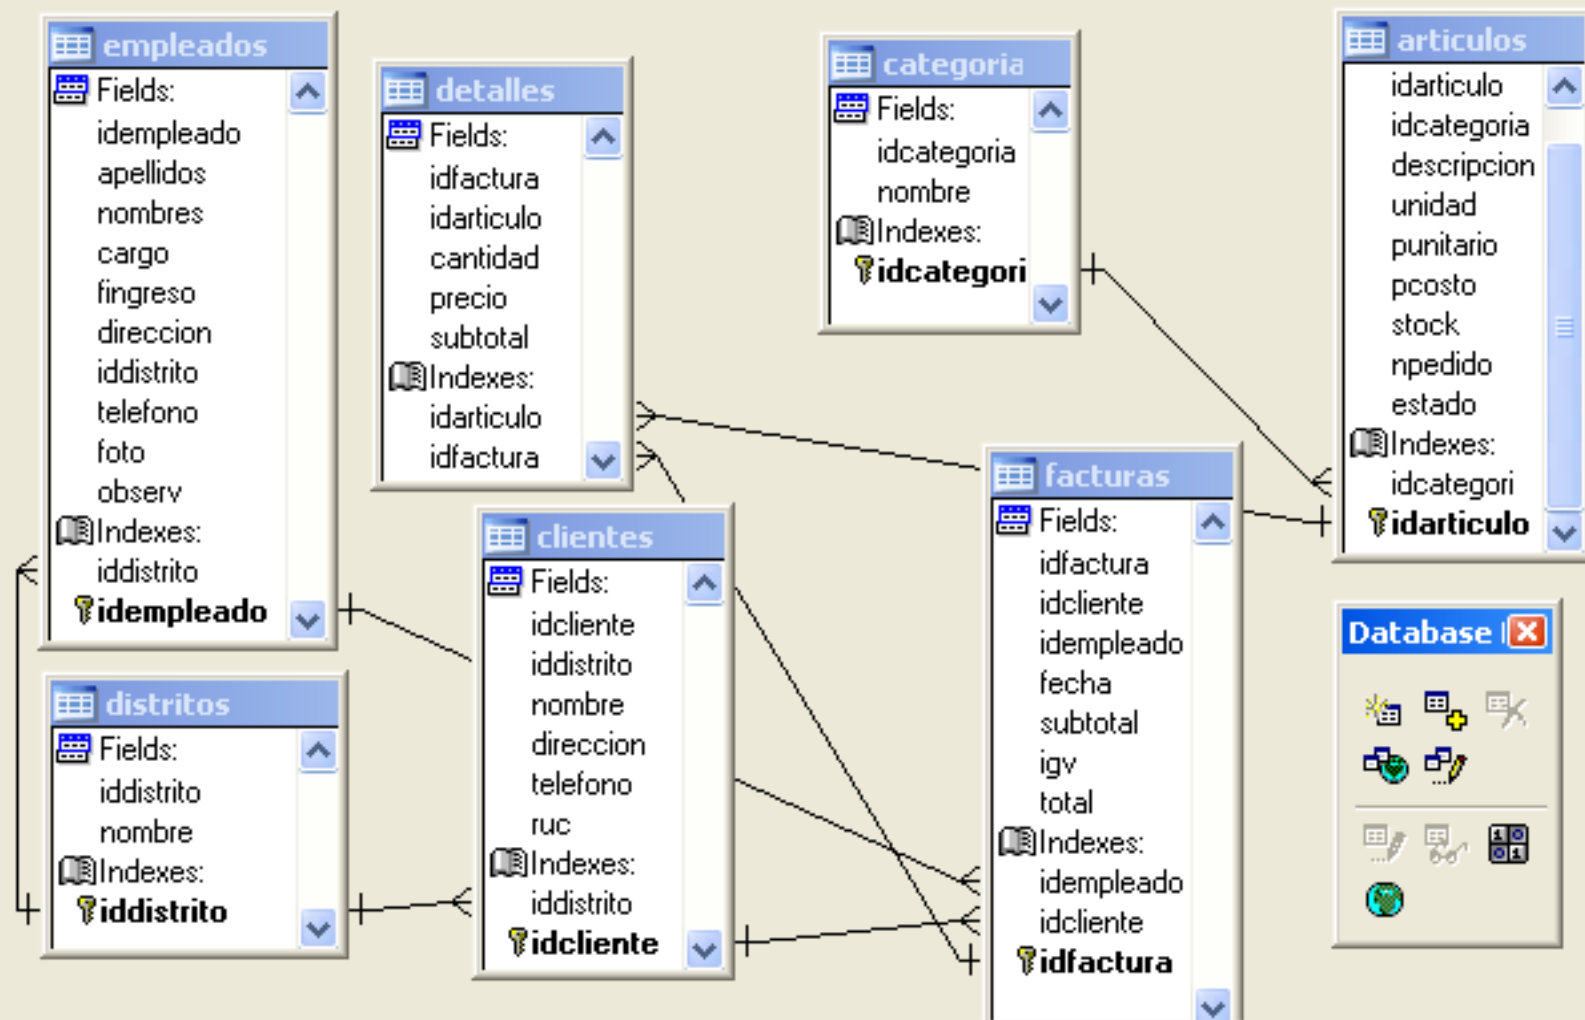 empleados
Fields:
idempleado
apellidos
nombres
cargo
fingreso
direccion
iddistrito
telefono
foto
observ
Indexes:
iddistrito
idempleado
detalles
Fields:
idfactura
idarticulo
cantidad
precio
subtotal
Indexes:
idarticulo
idfactura
categoria
Fields:
idcategoria
nombre
Indexes:
idcategori
articulos
idarticulo
idcategoria
descripcion
unidad
punitario
pcosto
stock
npedido
estado
Indexes:
idcategori
idarticulo
distritos
Fields:
iddistrito
nombre
Indexes:
iddistrito
clientes
Fields:
idcliente
iddistrito
nombre
direccion
telefono
ruc
Indexes:
iddistrito
idcliente
facturas
Fields:
idfactura
idcliente
idempleado
fecha
subtotal
igv
total
Indexes:
idempleado
idcliente
idfactura
Database